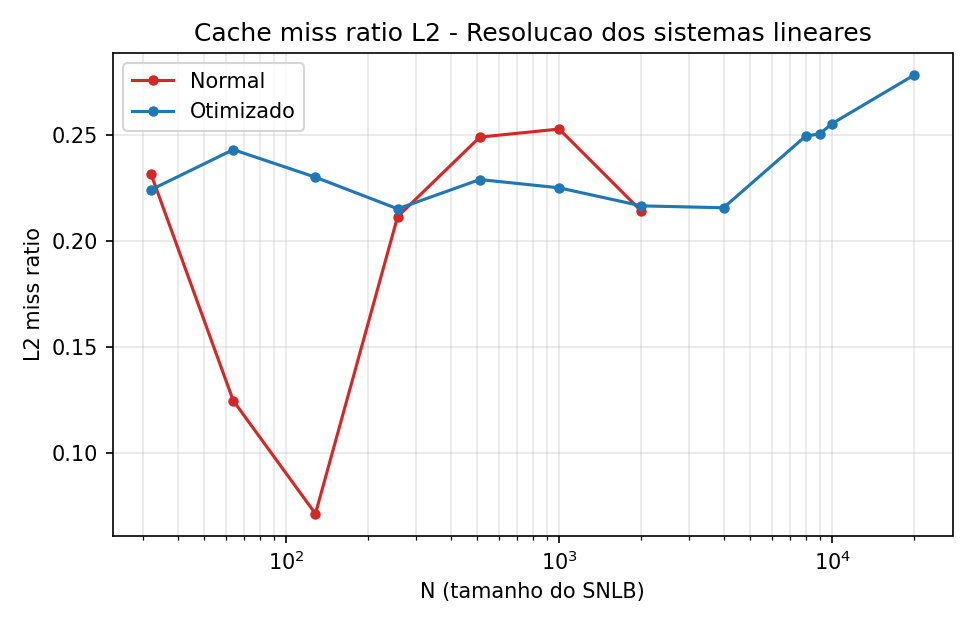 Cache miss ratio L2 - Resolucao dos sistemas lineares
Normal
Otimizado
L2 miss ratio
0.25
0.20
0.15
0.10
10²
10³
10⁴
N (tamanho do SNLB)